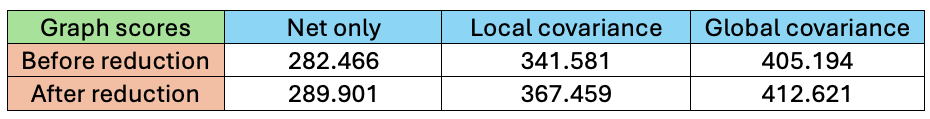 Graph scores Net only Local covariance Global covariance
Before reduction 282.466 341.581 405.194
After reduction 289.901 367.459 412.621